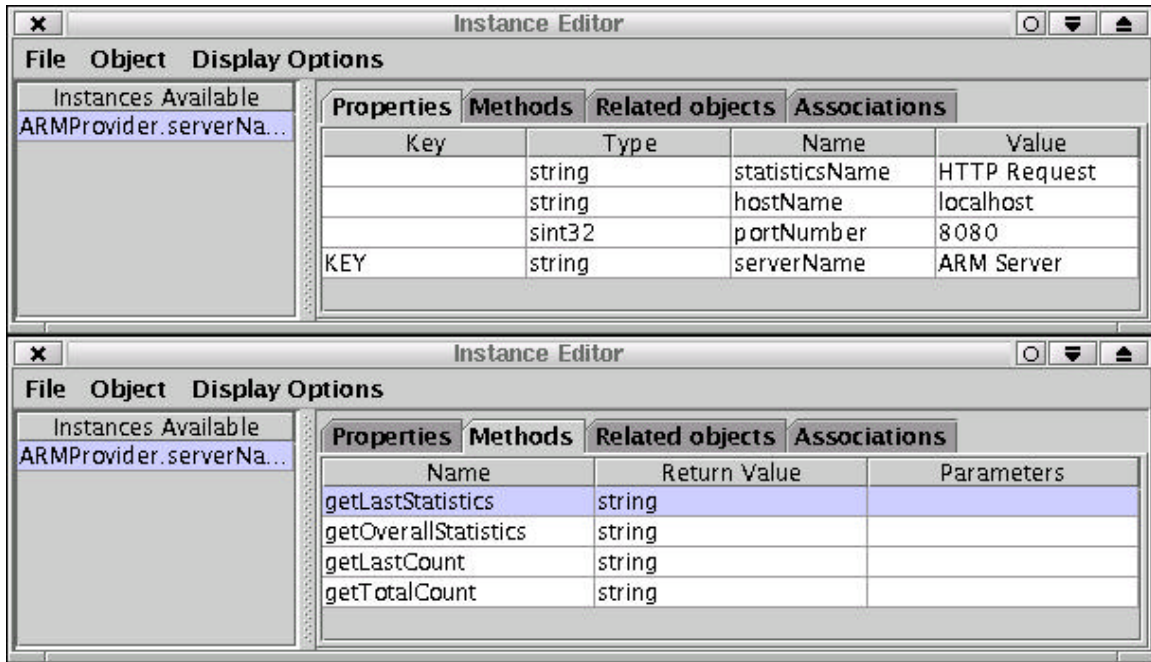 Instance Editor
File Object Display Options
Instances Available
ARMProvider.serverNa...
Properties Methods Related objects Associations
Key Type Name Value
string statisticsName HTTP Request
string hostName localhost
sint32 portNumber 8080
KEY string serverName ARM Server
Instance Editor
File Object Display Options
Instances Available
ARMProvider.serverNa...
Properties Methods Related objects Associations
Name Return Value Parameters
getLastStatistics string
getOverallStatistics string
getLastCount string
getTotalCount string